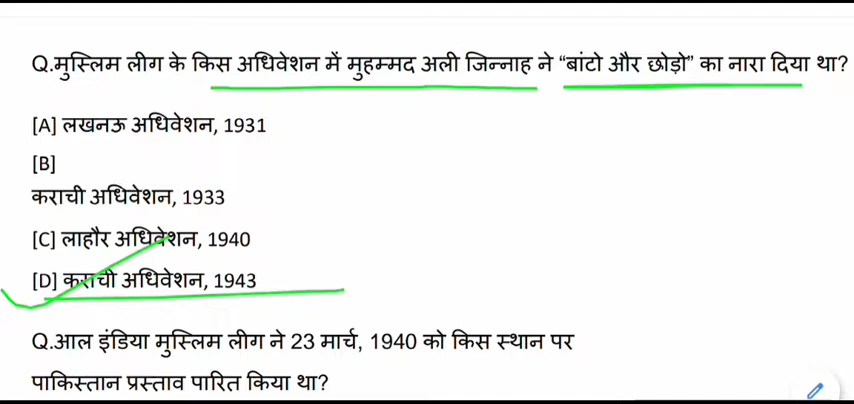 Q.मुस्लिम लीग के किस अधिवेशन में मुहम्मद अली जिन्नाह ने “बांटो और छोड़ो” का नारा दिया था?
[A] लखनऊ अधिवेशन, 1931
[B]
कराची अधिवेशन, 1933
[C] लाहौर अधिवेशन, 1940
[D] कराची अधिवेशन, 1943
Q.आल इंडिया मुस्लिम लीग ने 23 मार्च, 1940 को किस स्थान पर
पाकिस्तान प्रस्ताव पारित किया था?